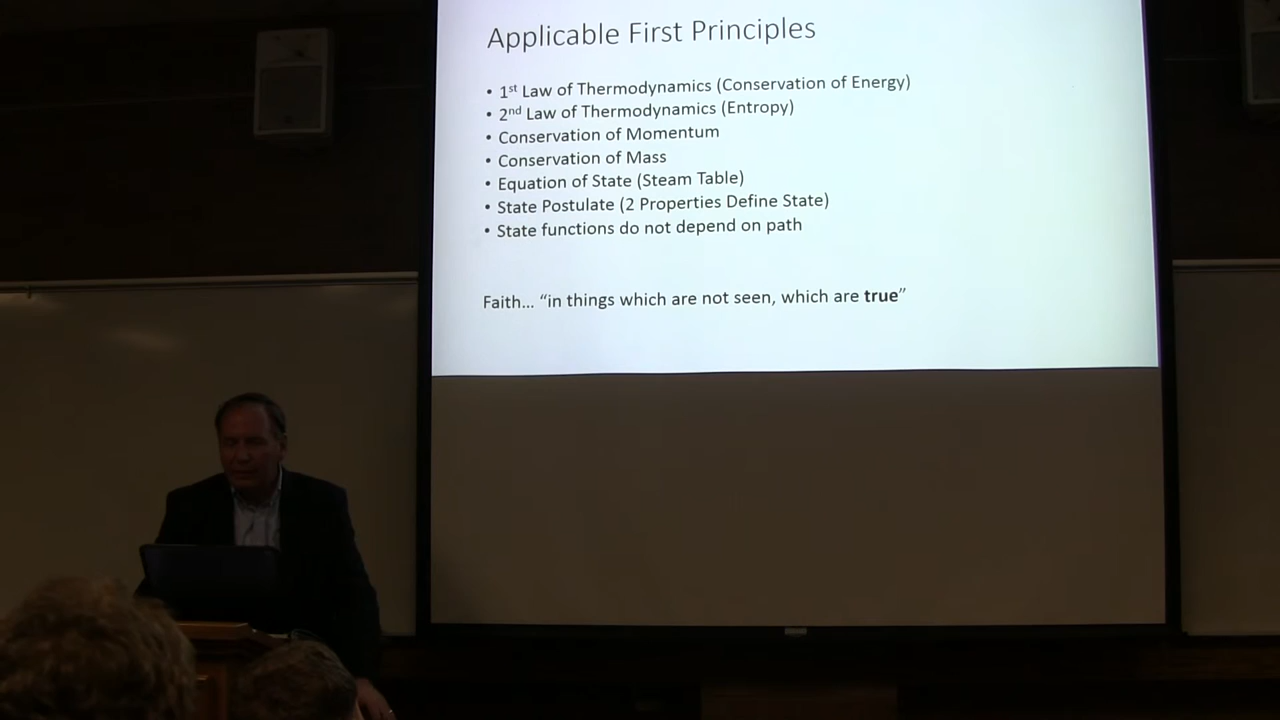 Applicable First Principles
• 1st Law of Thermodynamics (Conservation of Energy)
• 2nd Law of Thermodynamics (Entropy)
• Conservation of Momentum
• Conservation of Mass
• Equation of State (Steam Table)
• State Postulate (2 Properties Define State)
• State functions do not depend on path
Faith... “in things which are not seen, which are true”